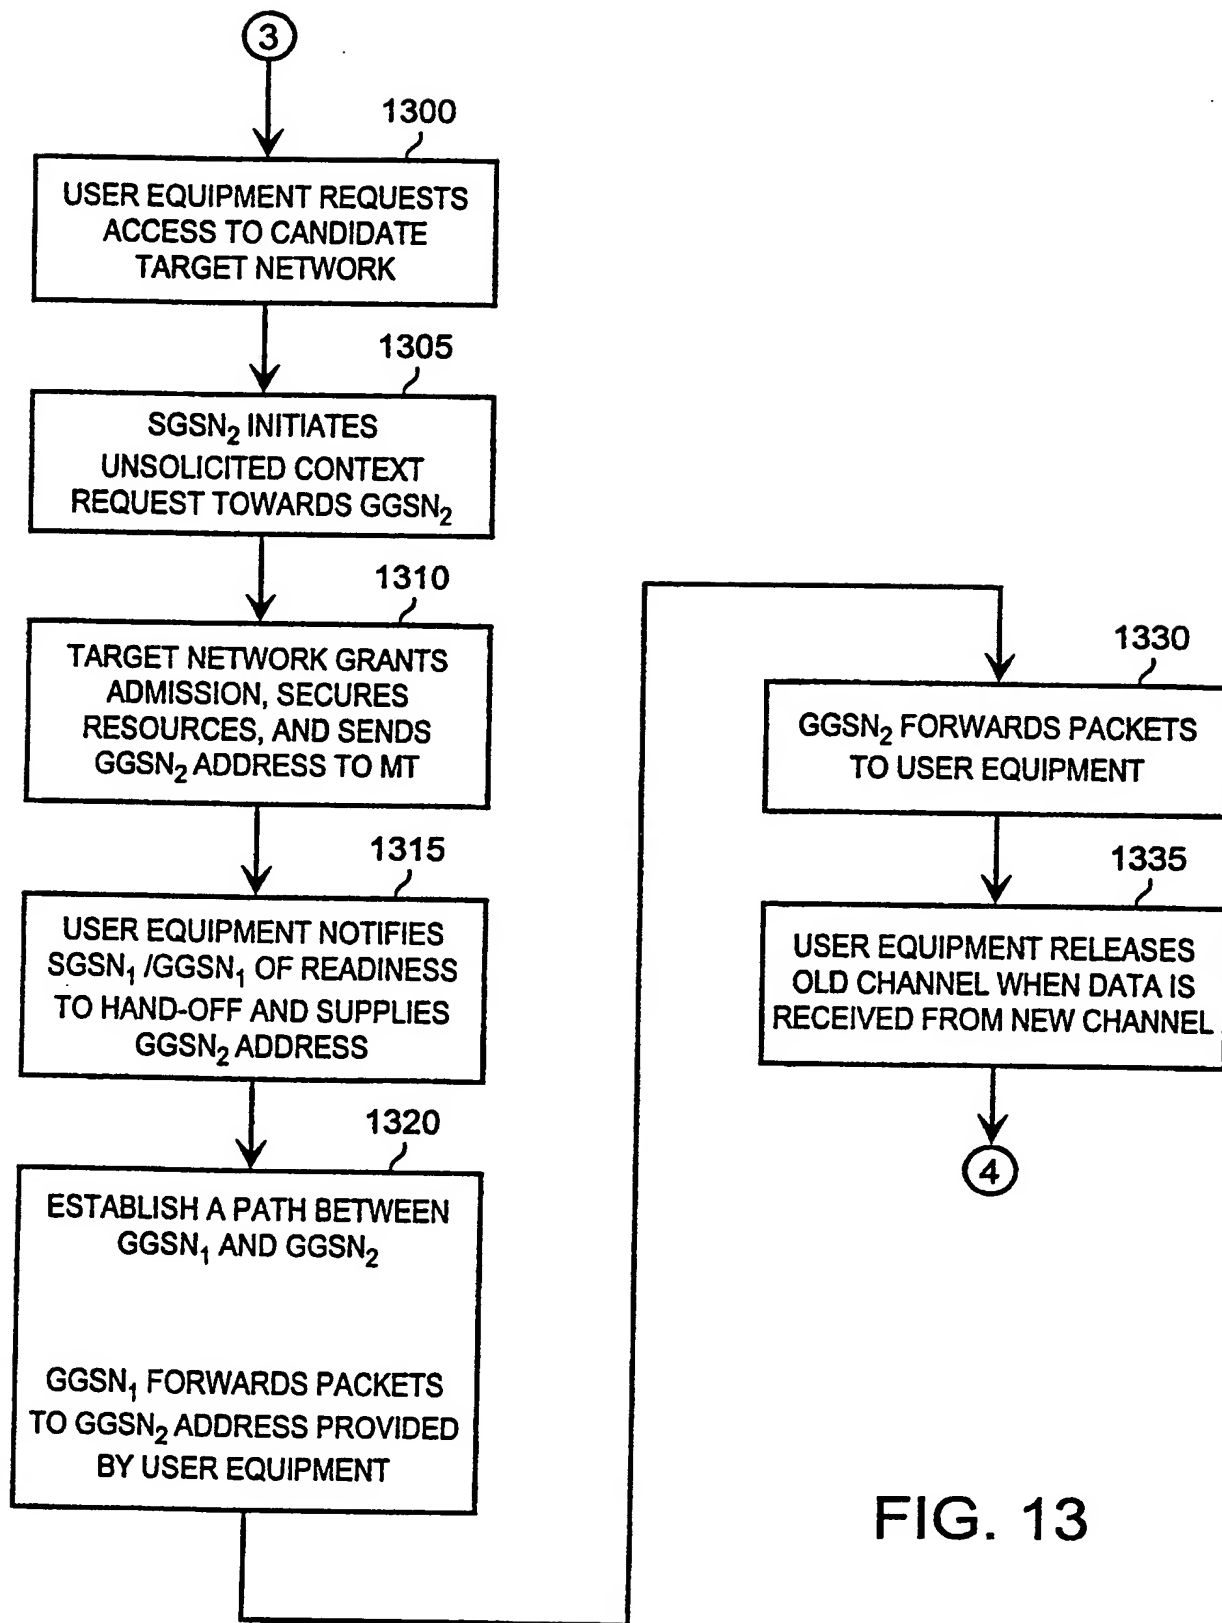 3
1300
USER EQUIPMENT REQUESTS
ACCESS TO CANDIDATE
TARGET NETWORK
1305
SGSN₂ INITIATES
UNSOLICITED CONTEXT
REQUEST TOWARDS GGSN₂
1310
TARGET NETWORK GRANTS
ADMISSION, SECURES
RESOURCES, AND SENDS
GGSN₂ ADDRESS TO MT
1315
USER EQUIPMENT NOTIFIES
SGSN₁ /GGSN₁ OF READINESS
TO HAND-OFF AND SUPPLIES
GGSN₂ ADDRESS
1320
ESTABLISH A PATH BETWEEN
GGSN₁ AND GGSN₂
GGSN₁ FORWARDS PACKETS
TO GGSN₂ ADDRESS PROVIDED
BY USER EQUIPMENT
1330
GGSN₂ FORWARDS PACKETS
TO USER EQUIPMENT
1335
USER EQUIPMENT RELEASES
OLD CHANNEL WHEN DATA IS
RECEIVED FROM NEW CHANNEL
4
FIG. 13